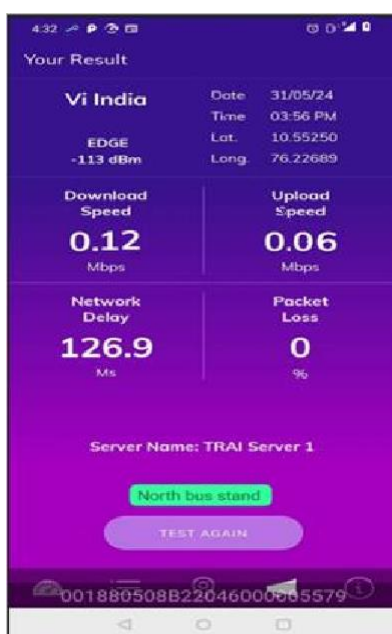 4:32
Your Result
Vi India
EDGE
-113 dBm
Date 31/05/24
Time 03:56 PM
Lat. 10.55250
Long. 76.22689
Download
Speed
0.12
Mbps
Upload
Speed
0.06
Mbps
Network
Delay
126.9
Ms
Packet
Loss
0
%
Server Name: TRAI Server 1
North bus stand
TEST AGAIN